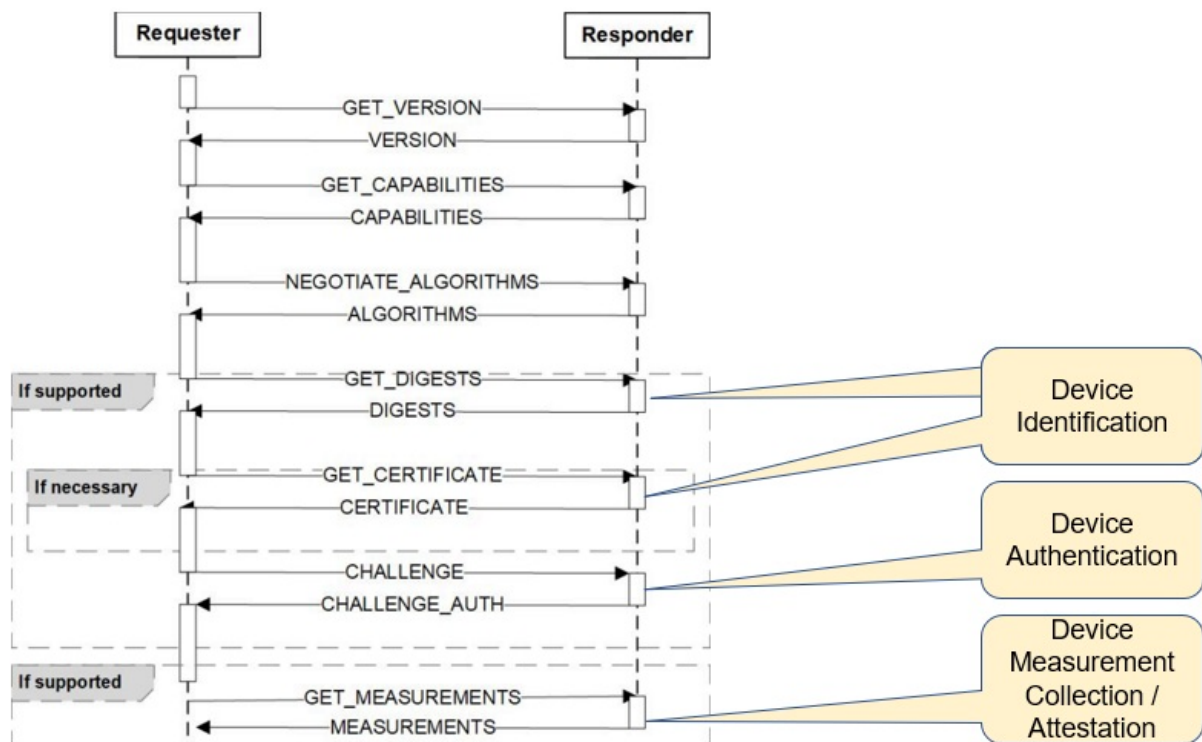 Requester
Responder
GET_VERSION
VERSION
GET_CAPABILITIES
CAPABILITIES
NEGOTIATE_ALGORITHMS
ALGORITHMS
If supported
GET_DIGESTS
DIGESTS
Device
Identification
If necessary
GET_CERTIFICATE
CERTIFICATE
Device
Authentication
CHALLENGE
CHALLENGE_AUTH
Device
Measurement
Collection /
Attestation
If supported
GET_MEASUREMENTS
MEASUREMENTS